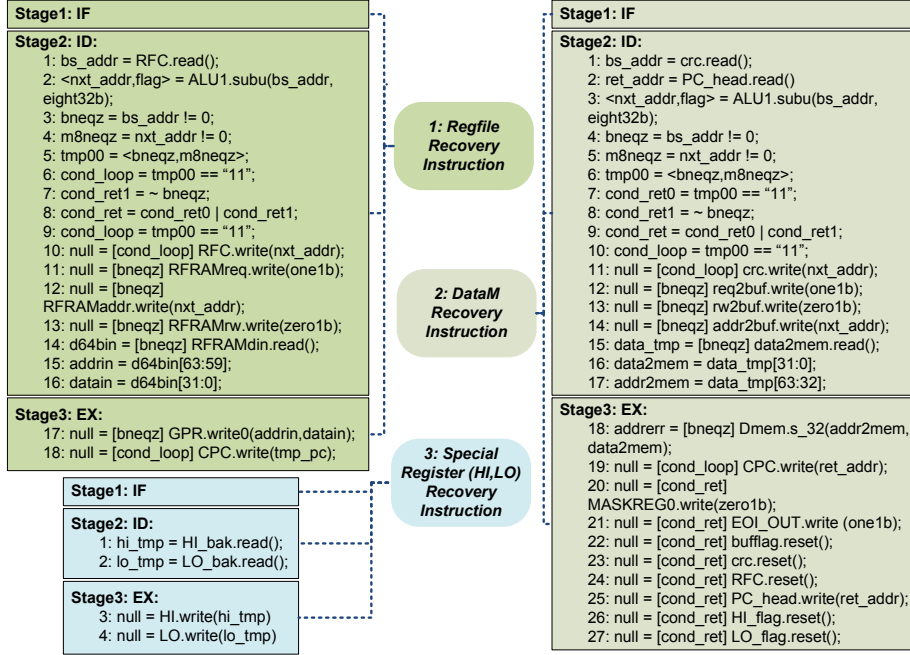 Stage1: IF
Stage2: ID:
1: bs_addr = RFC.read();
2: <nxt_addr,flag> = ALU1.subu(bs_addr,
eight32b);
3: bneqz = bs_addr != 0;
4: m8neqz = nxt_addr != 0;
5: tmp00 = <bneqz,m8neqz>;
6: cond_loop = tmp00 == “11”;
7: cond_ret1 = ~ bneqz;
8: cond_ret = cond_ret0 | cond_ret1;
9: cond_loop = tmp00 == “11”;
10: null = [cond_loop] RFC.write(nxt_addr);
11: null = [bneqz] RFRAMreq.write(one1b);
12: null = [bneqz]
RFRAMaddr.write(nxt_addr);
13: null = [bneqz] RFRAMrw.write(zero1b);
14: d64bin = [bneqz] RFRAMdin.read();
15: addrin = d64bin[63:59];
16: datain = d64bin[31:0];
Stage3: EX:
17: null = [bneqz] GPR.write0(addrin,datain);
18: null = [cond_loop] CPC.write(tmp_pc);
Stage1: IF
Stage2: ID:
1: hi_tmp = HI_bak.read();
2: lo_tmp = LO_bak.read();
Stage3: EX:
3: null = HI.write(hi_tmp)
4: null = LO.write(lo_tmp)
1: Regfile
Recovery
Instruction
2: DataM
Recovery
Instruction
3: Special
Register (HI,LO)
Recovery
Instruction
Stage1: IF
Stage2: ID:
1: bs_addr = crc.read();
2: ret_addr = PC_head.read()
3: <nxt_addr,flag> = ALU1.subu(bs_addr,
eight32b);
4: bneqz = bs_addr != 0;
5: m8neqz = nxt_addr != 0;
6: tmp00 = <bneqz,m8neqz>;
7: cond_ret0 = tmp00 == “11”;
8: cond_ret1 = ~ bneqz;
9: cond_ret = cond_ret0 | cond_ret1;
10: cond_loop = tmp00 == “11”;
11: null = [cond_loop] crc.write(nxt_addr);
12: null = [bneqz] req2buf.write(one1b);
13: null = [bneqz] rw2buf.write(zero1b);
14: null = [bneqz] addr2buf.write(nxt_addr);
15: data_tmp = [bneqz] data2mem.read();
16: data2mem = data_tmp[31:0];
17: addr2mem = data_tmp[63:32];
Stage3: EX:
18: addrerr = [bneqz] Dmem.s_32(addr2mem,
data2mem);
19: null = [cond_loop] CPC.write(ret_addr);
20: null = [cond_ret]
MASKREG0.write(zero1b);
21: null = [cond_ret] EOI_OUT.write (one1b);
22: null = [cond_ret] bufflag.reset();
23: null = [cond_ret] crc.reset();
24: null = [cond_ret] RFC.reset();
25: null = [cond_ret] PC_head.write(ret_addr);
26: null = [cond_ret] HI_flag.reset();
27: null = [cond_ret] LO_flag.reset();